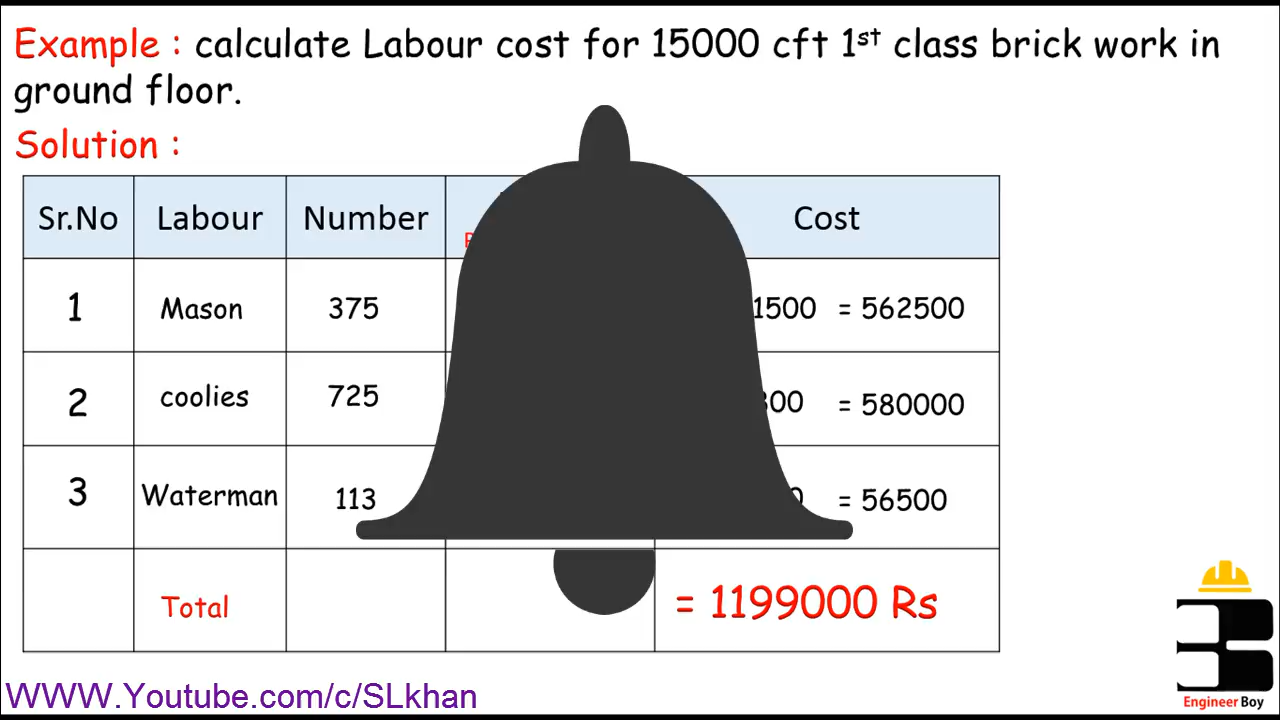 Example : calculate Labour cost for 15000 cft 1st class brick work in
ground floor.
Solution :
Sr.No Labour Number Cost
1 Mason 375 1500 = 562500
2 coolies 725 = 580000
3 Waterman 113 = 56500
Total = 1199000 Rs
WWW.Youtube.com/c/SLkhan
Engineer Boy